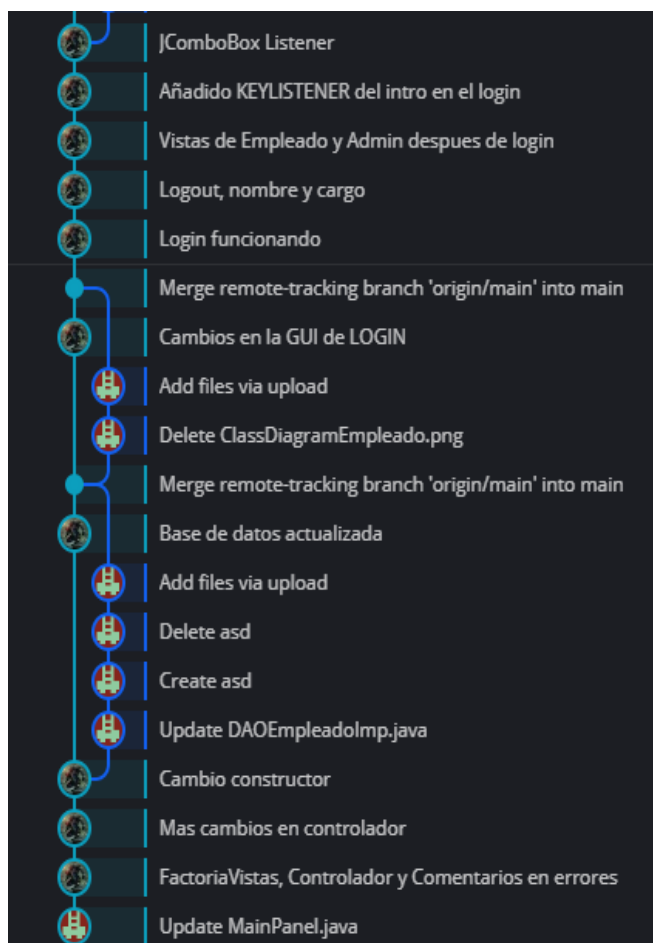 JComboBox Listener
Añadido KEYLISTENER del intro en el login
Vistas de Empleado y Admin despues de login
Logout, nombre y cargo
Login funcionando
Merge remote-tracking branch 'origin/main' into main
Cambios en la GUI de LOGIN
Add files via upload
Delete ClassDiagramEmpleado.png
Merge remote-tracking branch 'origin/main' into main
Base de datos actualizada
Add files via upload
Delete asd
Create asd
Update DAOEmpleadoImp.java
Cambio constructor
Mas cambios en controlador
FactoriaVistas, Controlador y Comentarios en errores
Update MainPanel.java